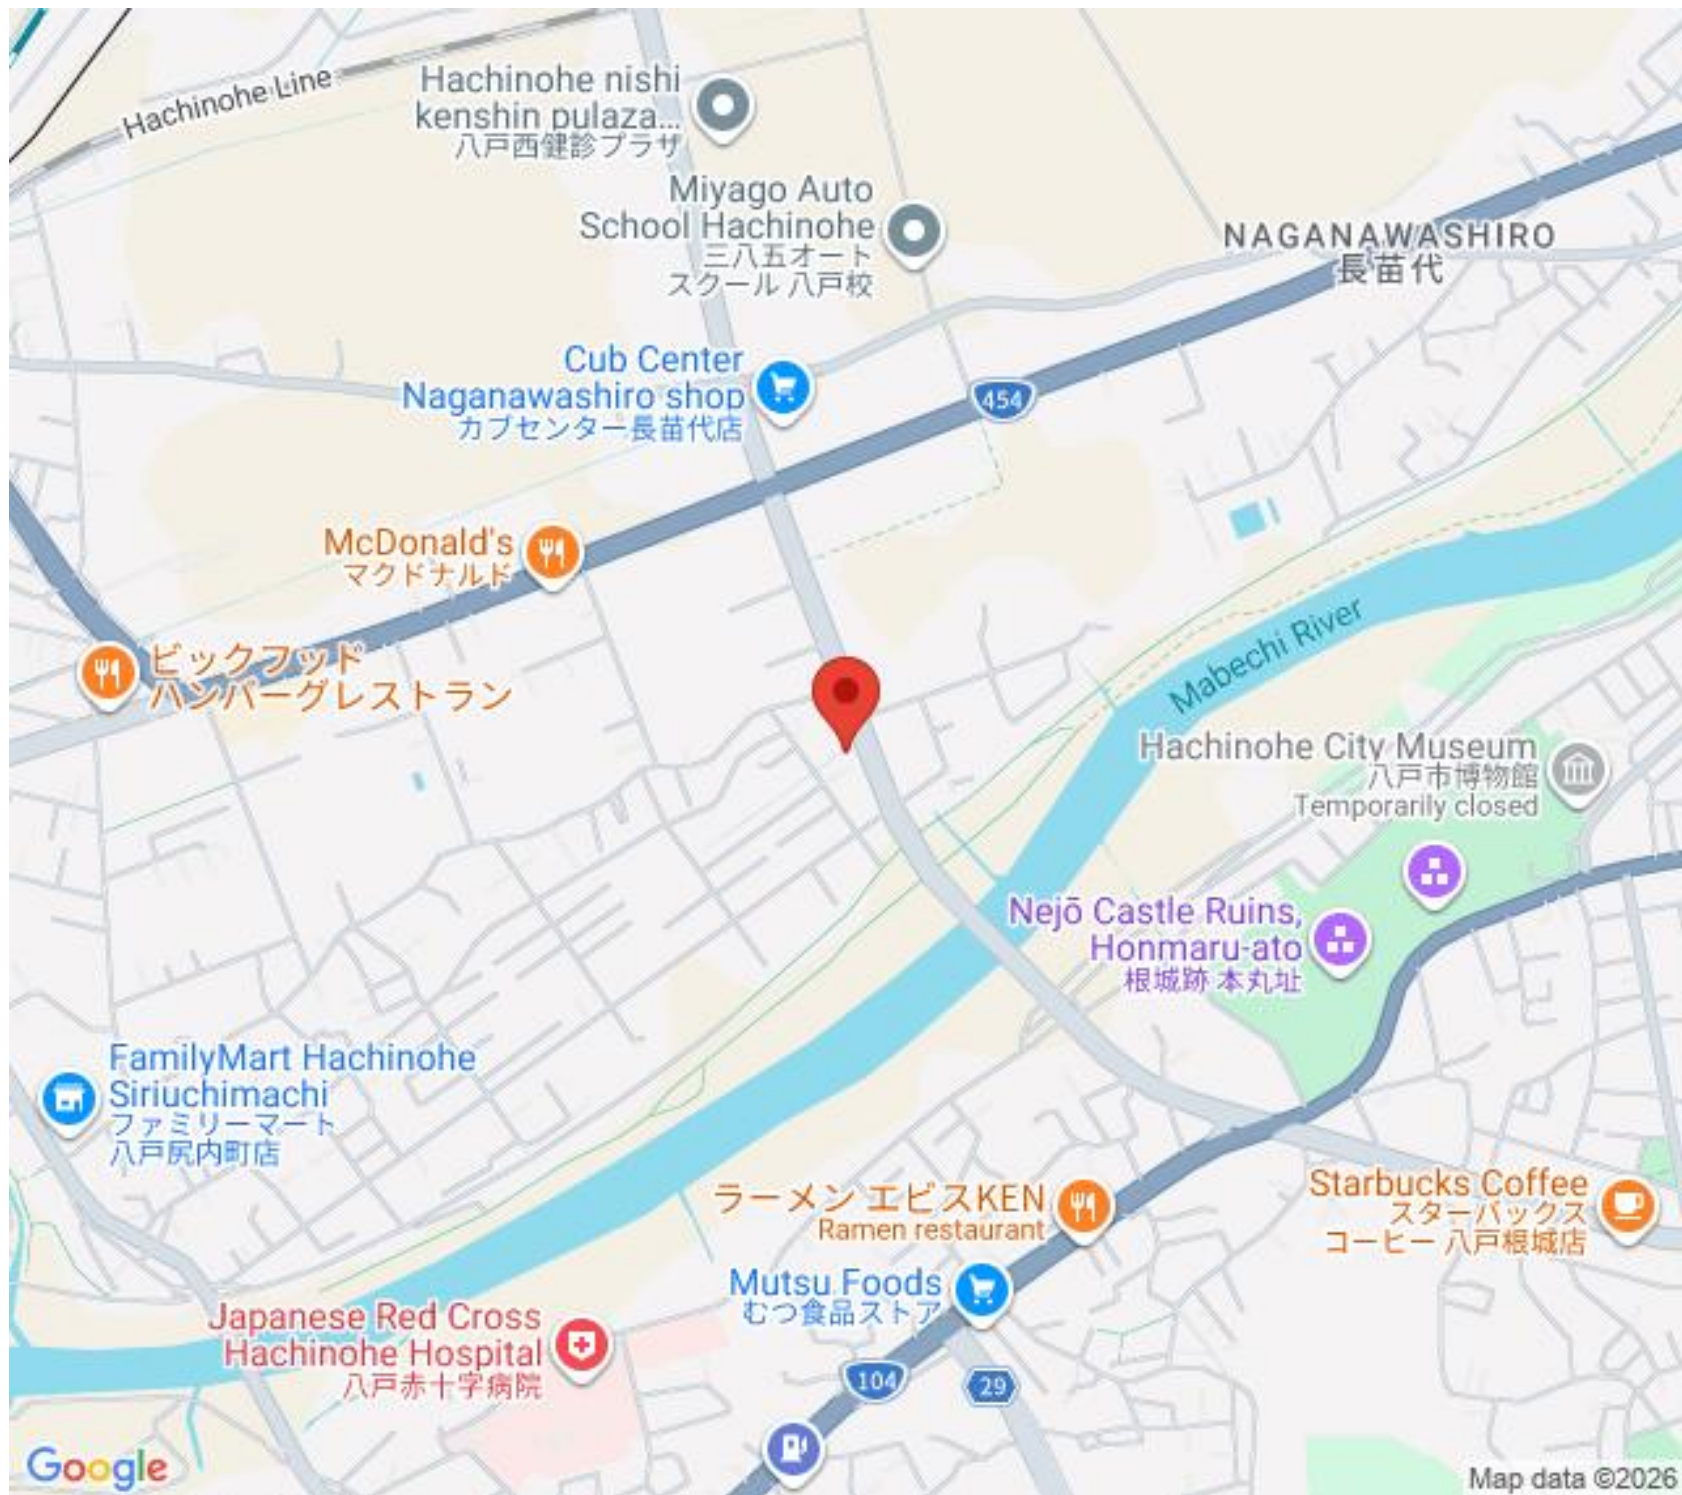 Hachinohe Line
Hachinohe nishi
kenshin pulaza...
八戸西健診プラザ
Miyago Auto
School Hachinohe
三八五オート
スクール 八戸校
NAGANAWASHIRO
長苗代
Cub Center
Naganawashiro shop
カブセンター長苗代店
454
McDonald's
マクドナルド
ビックフッド
ハンバーグレストラン
Mabechi River
Hachinohe City Museum
八戸市博物館
Temporarily closed
Nejō Castle Ruins,
Honmaru-ato
根城跡 本丸址
FamilyMart Hachinohe
Siriuchimachi
ファミリーマート
八戸尻内町店
ラーメン エビスKEN
Ramen restaurant
Starbucks Coffee
スターバックス
コーヒー 八戸根城店
Mutsu Foods
むつ食品ストア
Japanese Red Cross
Hachinohe Hospital
八戸赤十字病院
104
29
Google
Map data ©2026